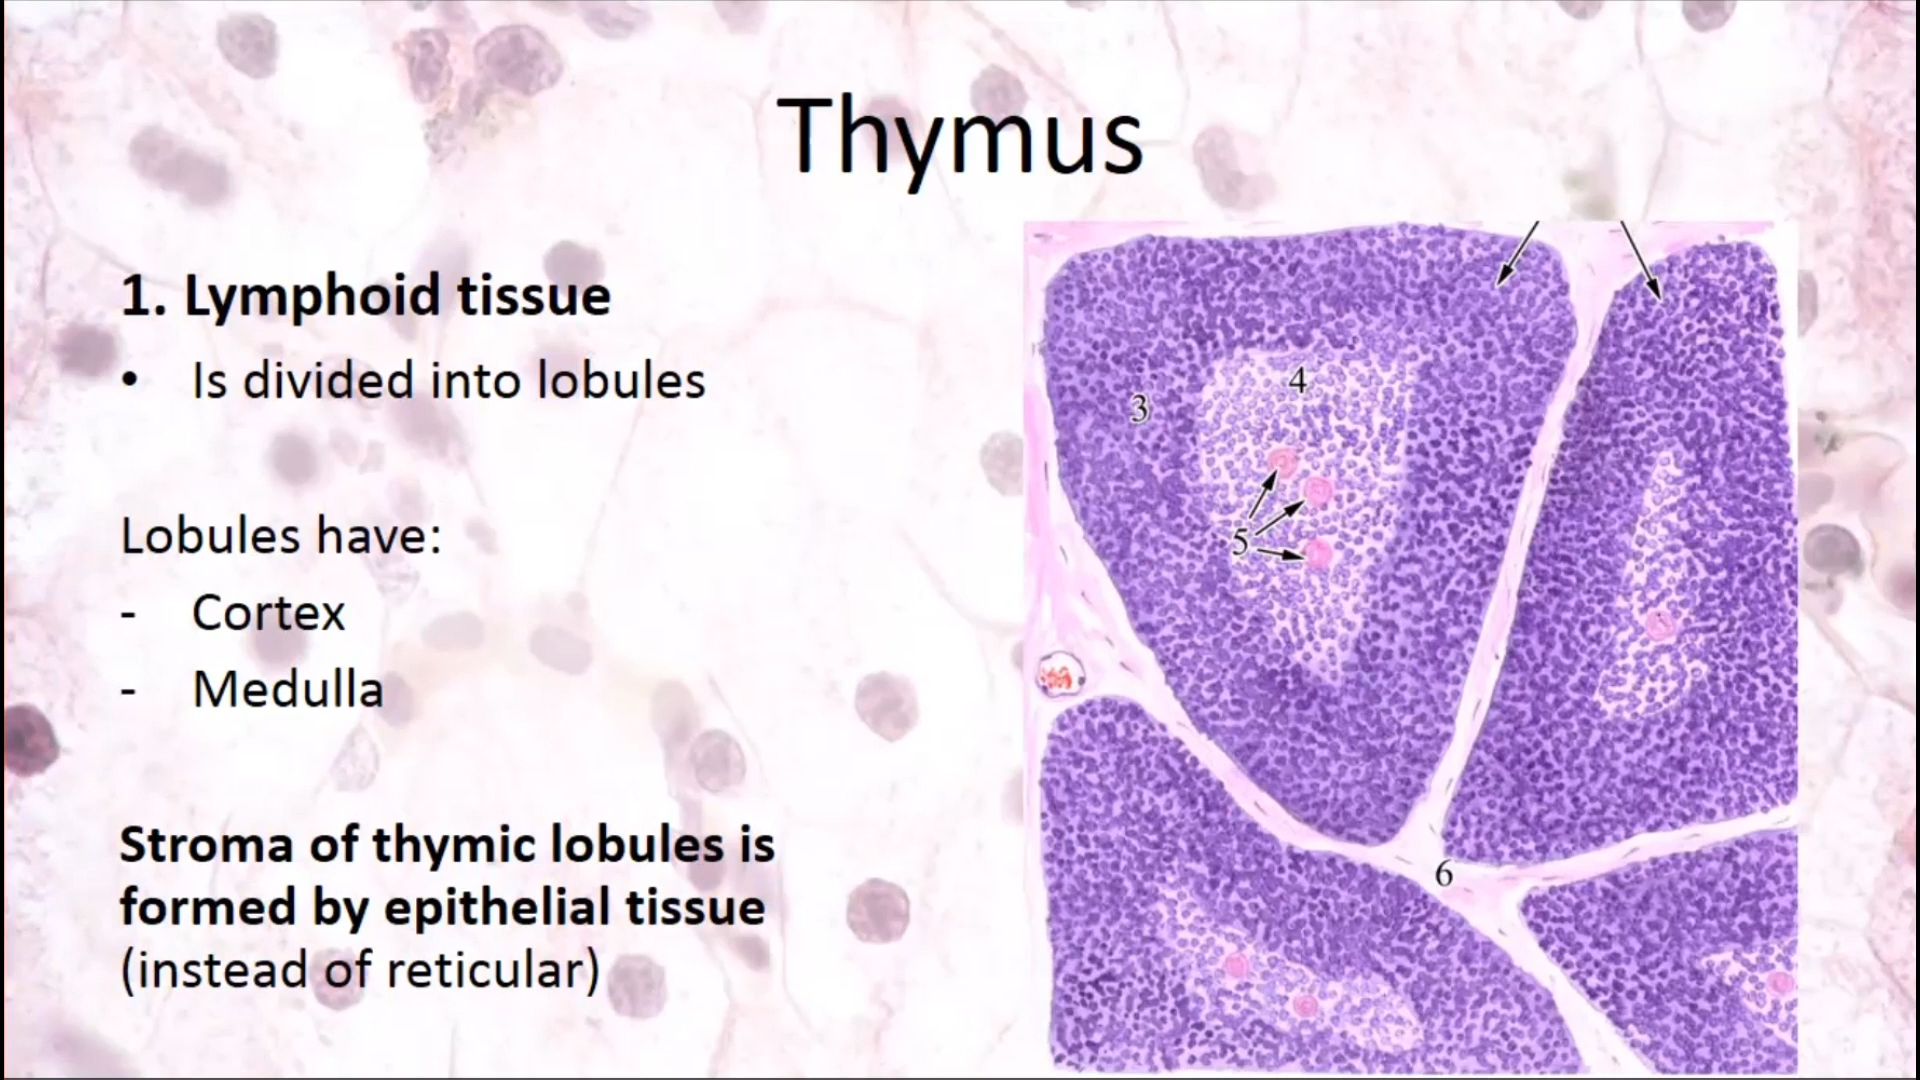 Thymus
1. Lymphoid tissue
• Is divided into lobules
Lobules have:
- Cortex
- Medulla
Stroma of thymic lobules is
formed by epithelial tissue
(instead of reticular)
4
3
5
6